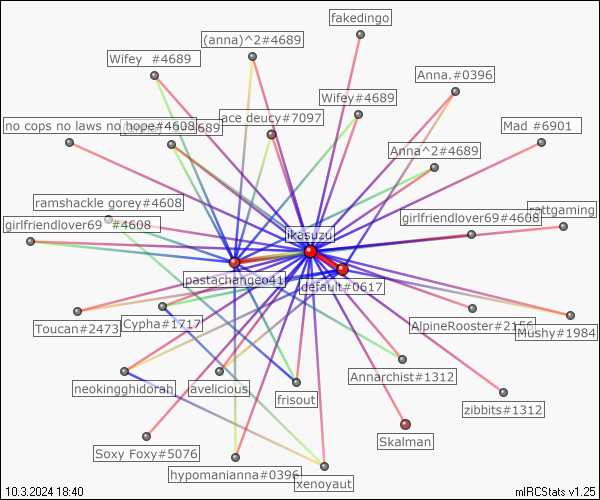 fakedingo
(anna)^2#4689
Wifey #4689
Anna.#0396
Wifey#4689
ace deucy#7097
no cops no laws no hope#4608
#4689
Mad #6901
Anna^2#4689
ramshackle gorey#4608
girlfriendlover69 #4608
girlfriendlover69#4608
rattgaming
ikasuzu
pastachangeo41
default#0617
Toucan#2473
Cypha#1717
AlpineRooster#2156
Mushy#1984
Annarchist#1312
neokingghidorah
avelicious
frisout
zibbits#1312
Skalman
Soxy Foxy#5076
hypomanianna#0396
xenoyaut
10.3.2024 18:40
mIRCStats v1.25